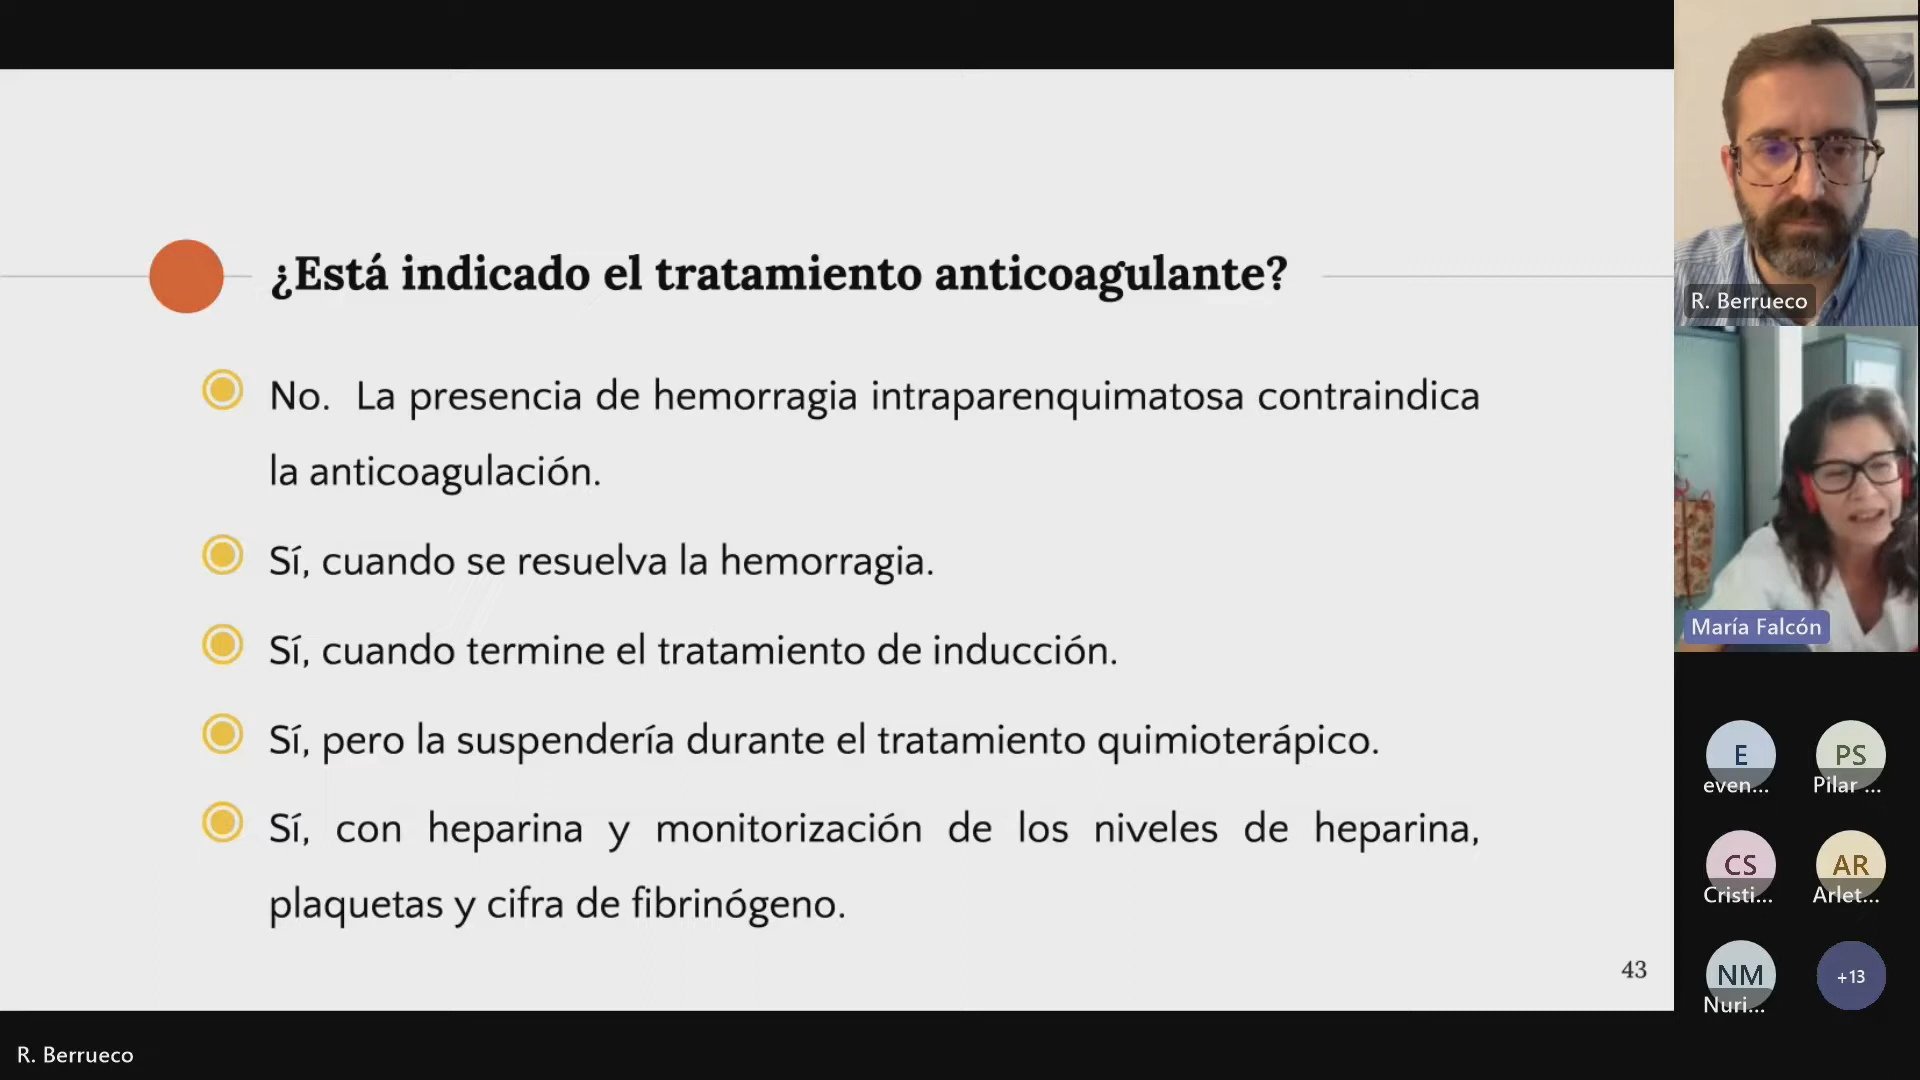 ¿Está indicado el tratamiento anticoagulante?
No. La presencia de hemorragia intraparenquimatosa contraindica
la anticoagulación.
Sí, cuando se resuelva la hemorragia.
Sí, cuando termine el tratamiento de inducción.
Sí, pero la suspendería durante el tratamiento quimioterápico.
Sí, con heparina y monitorización de los niveles de heparina,
plaquetas y cifra de fibrinógeno.
43
R. Berrueco
María Falcón
E
even...
PS
Pilar ...
CS
Cristi...
AR
Arlet...
NM
Nuri...
+13
R. Berrueco